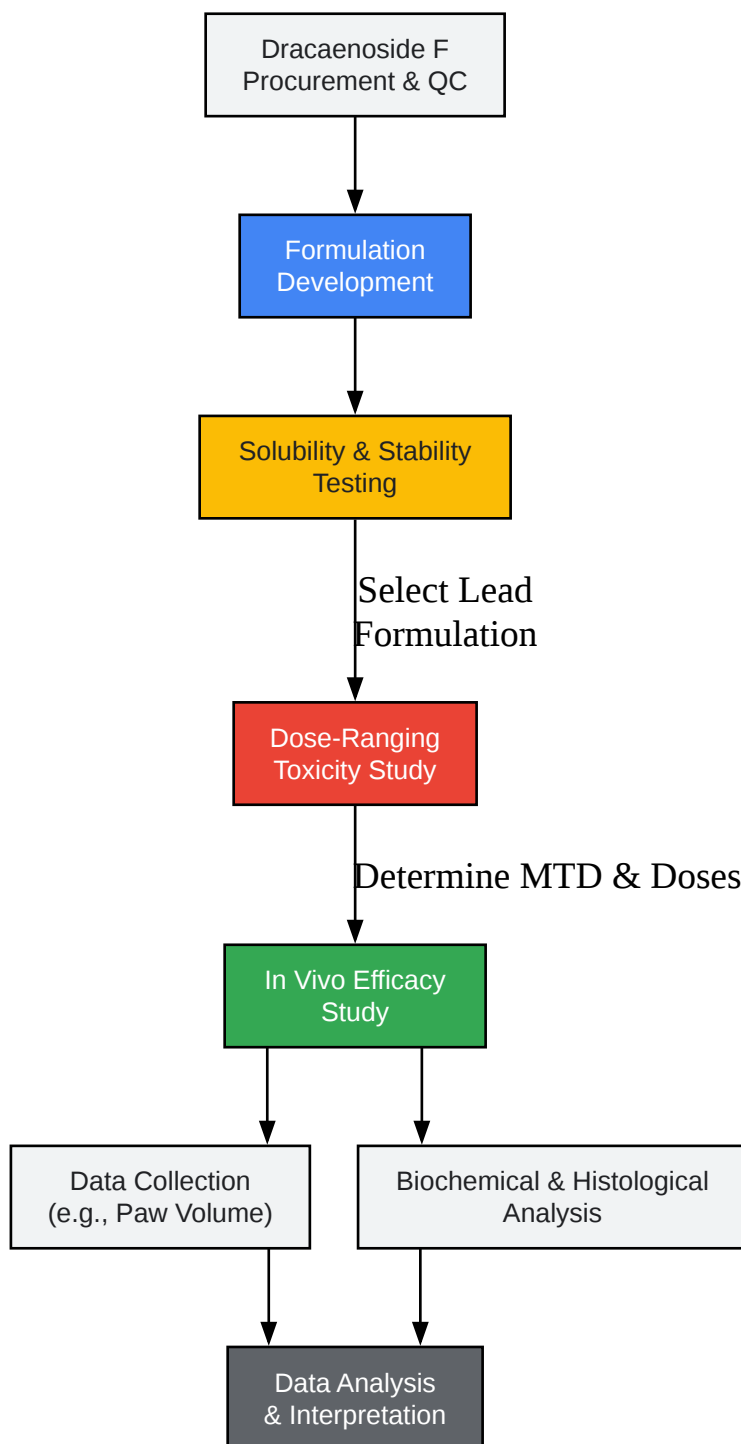 Dracaenoside F
Procurement & QC
Formulation
Development
Solubility & Stability
Testing
Select Lead
Formulation
Dose-Ranging
Toxicity Study
Determine MTD & Doses
In Vivo Efficacy
Study
Data Collection
(e.g., Paw Volume)
Biochemical & Histological
Analysis
Data Analysis
& Interpretation